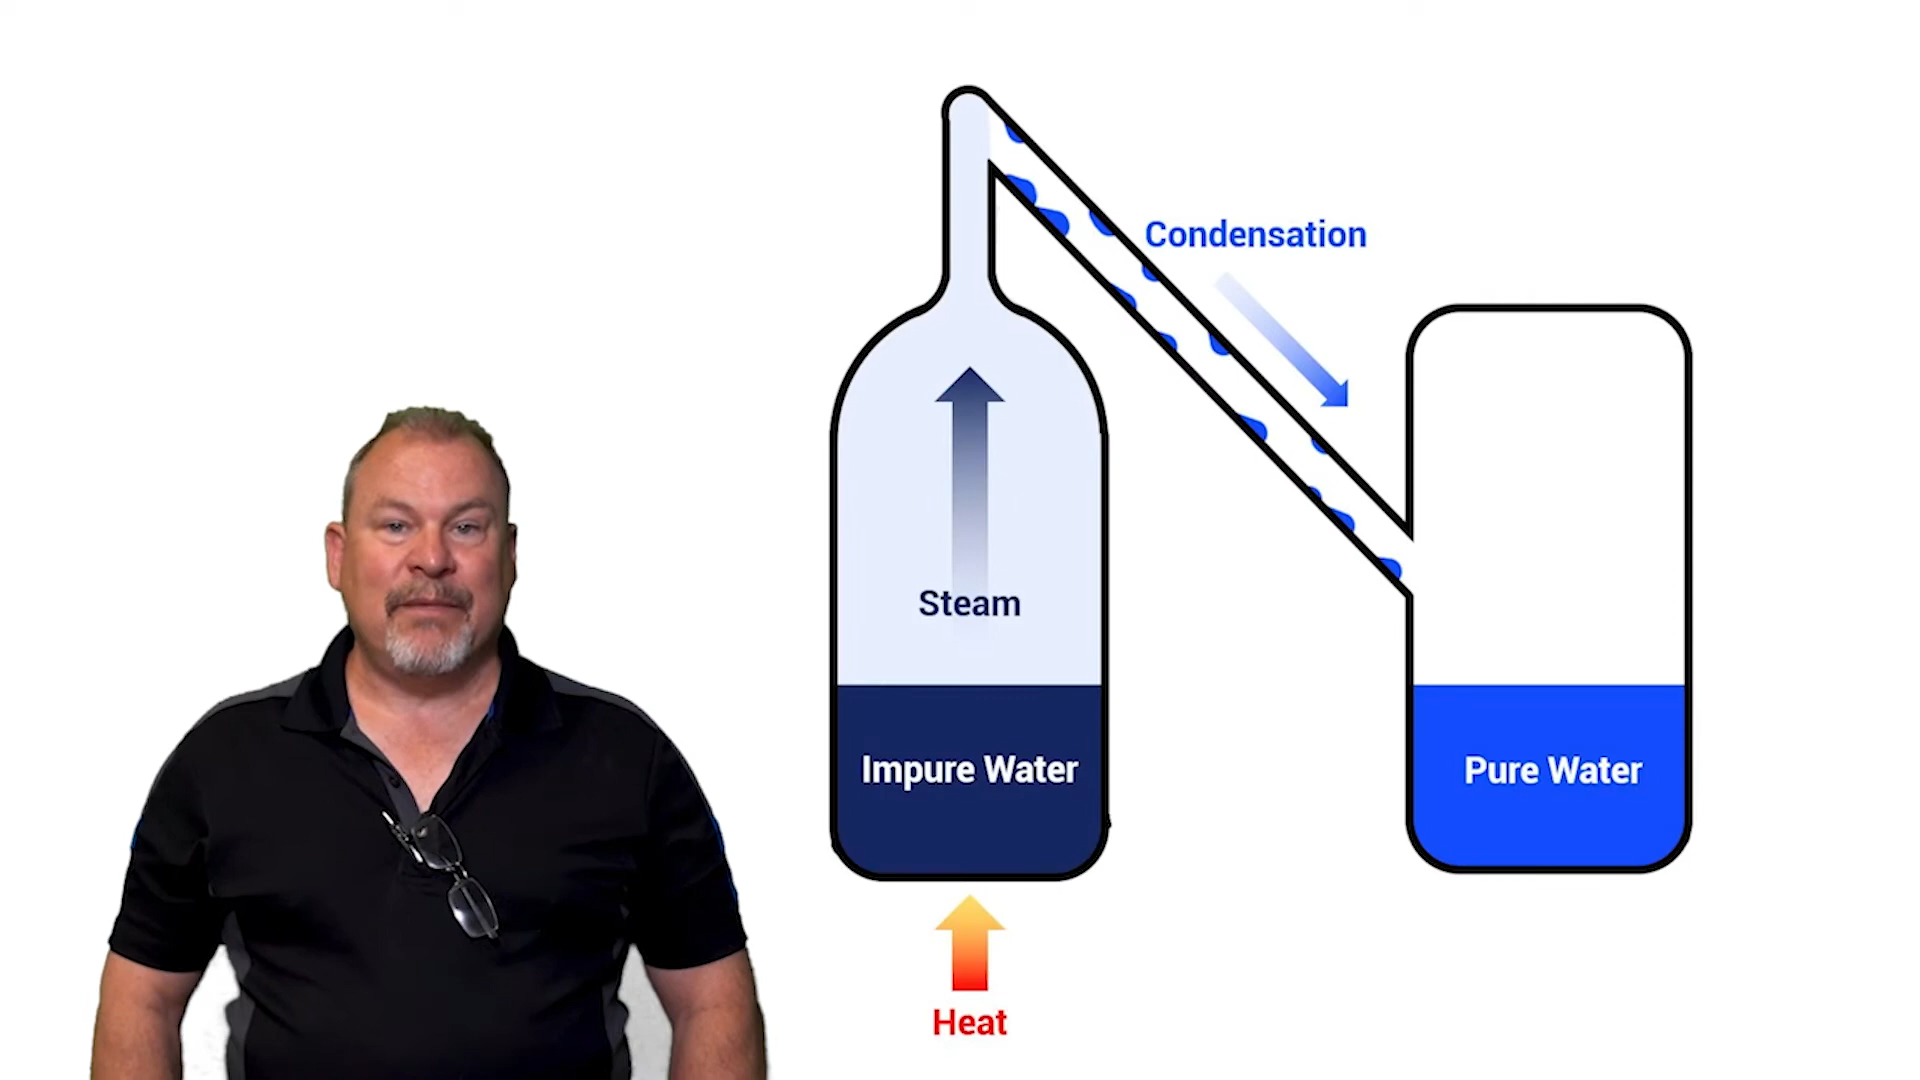 Condensation
Steam
Impure Water
Pure Water
Heat